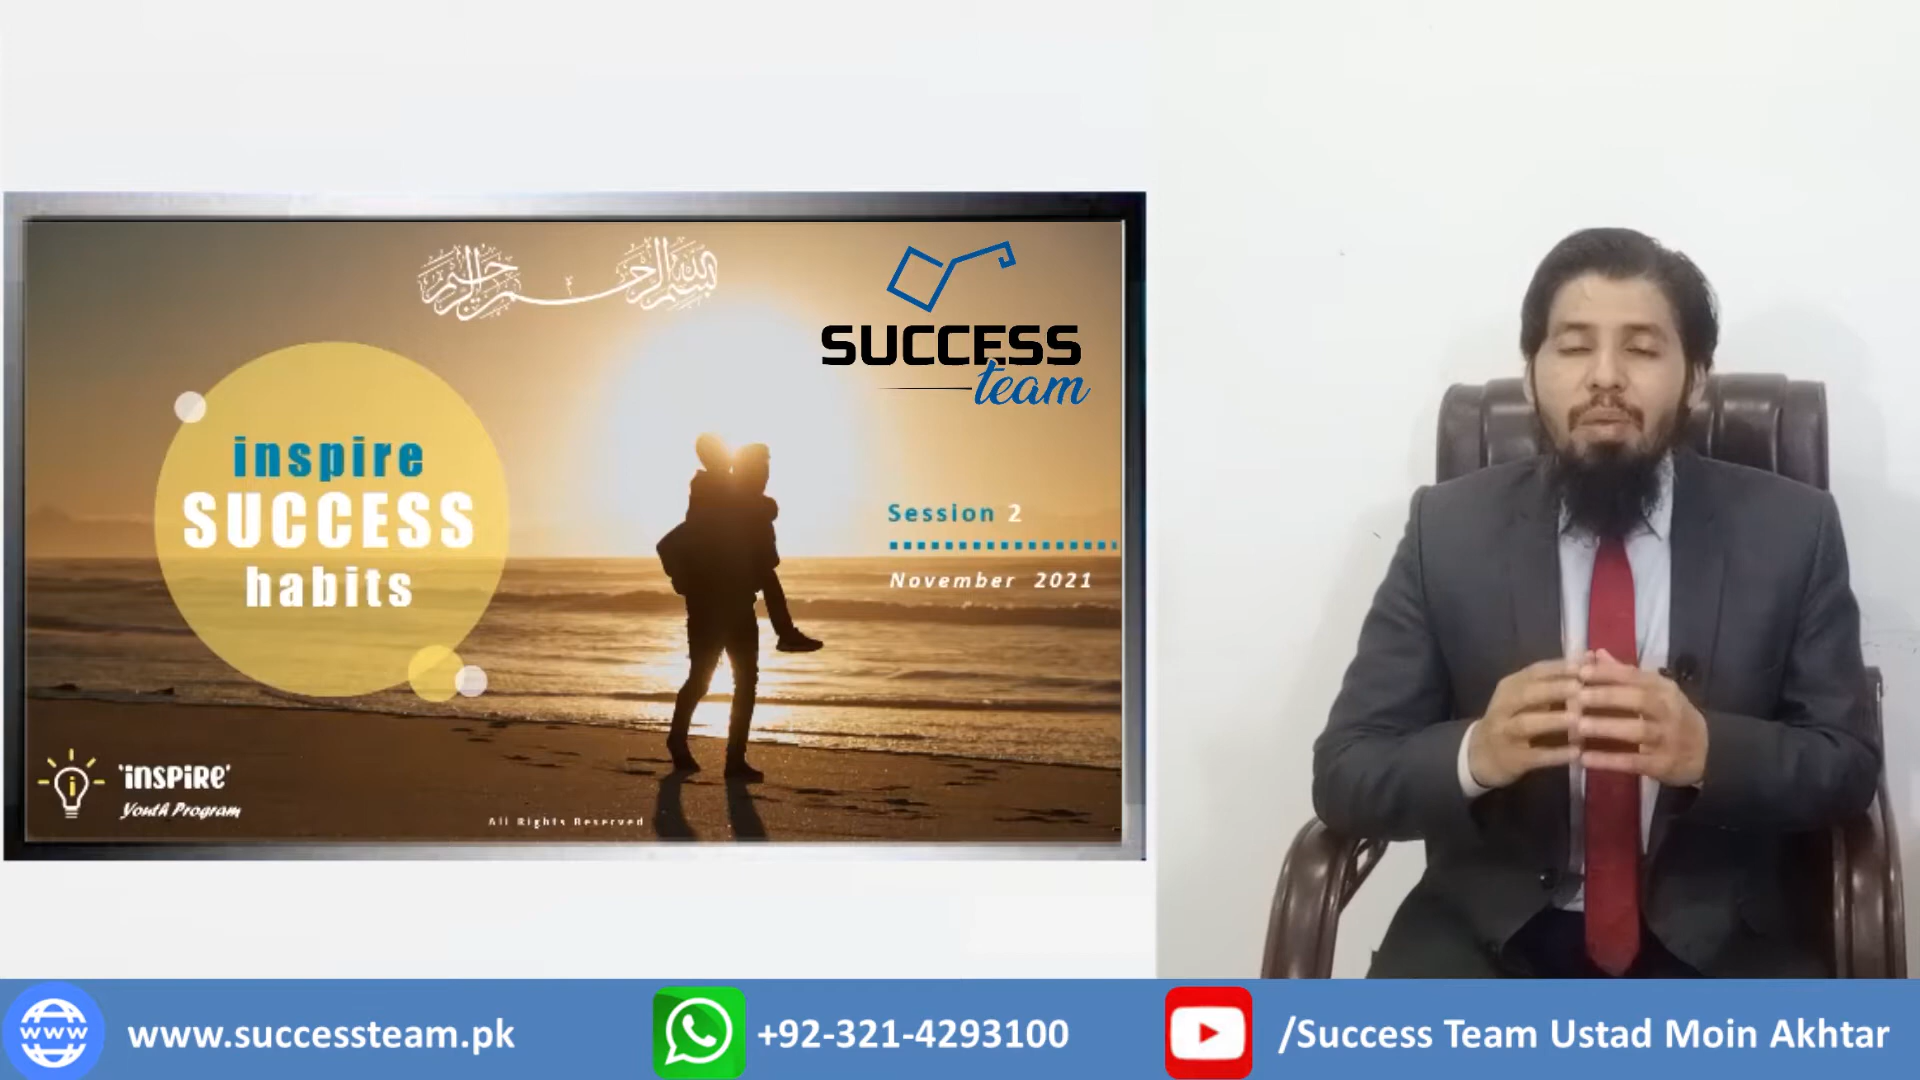 بسم الله الرحمن الرحيم
SUCCESS
team
inspire
SUCCESS
habits
Session 2
November 2021
'iNSPiRe'
Youth Program
All Rights Reserved
www
www.successteam.pk
+92-321-4293100
/Success Team Ustad Moin Akhtar